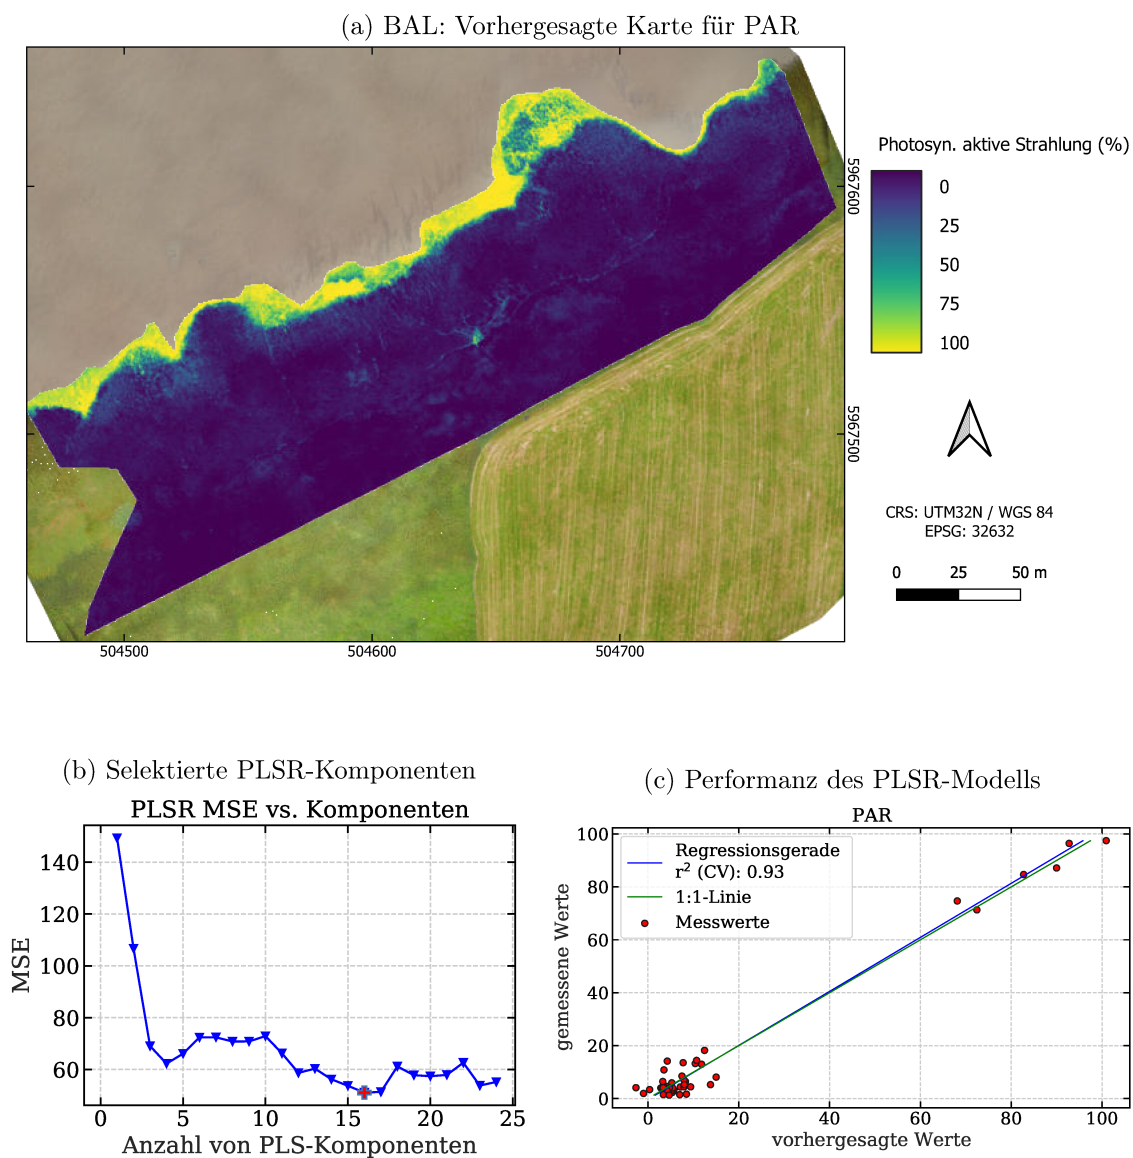 (a) BAL: Vorhergesagte Karte für PAR
Photosyn. aktive Strahlung (%)
0
25
50
75
100
5967600
5967500
CRS: UTM32N / WGS 84
EPSG: 32632
0 25 50 m
504500 504600 504700
(b) Selektierte PLSR-Komponenten
PLSR MSE vs. Komponenten
MSE
140
120
100
80
60
0 5 10 15 20 25
Anzahl von PLS-Komponenten
(c) Performanz des PLSR-Modells
PAR
gemessene Werte
100
80
60
40
20
0
Regressionsgerade
r² (CV): 0.93
1:1-Linie
Messwerte
0 20 40 60 80 100
vorhergesagte Werte